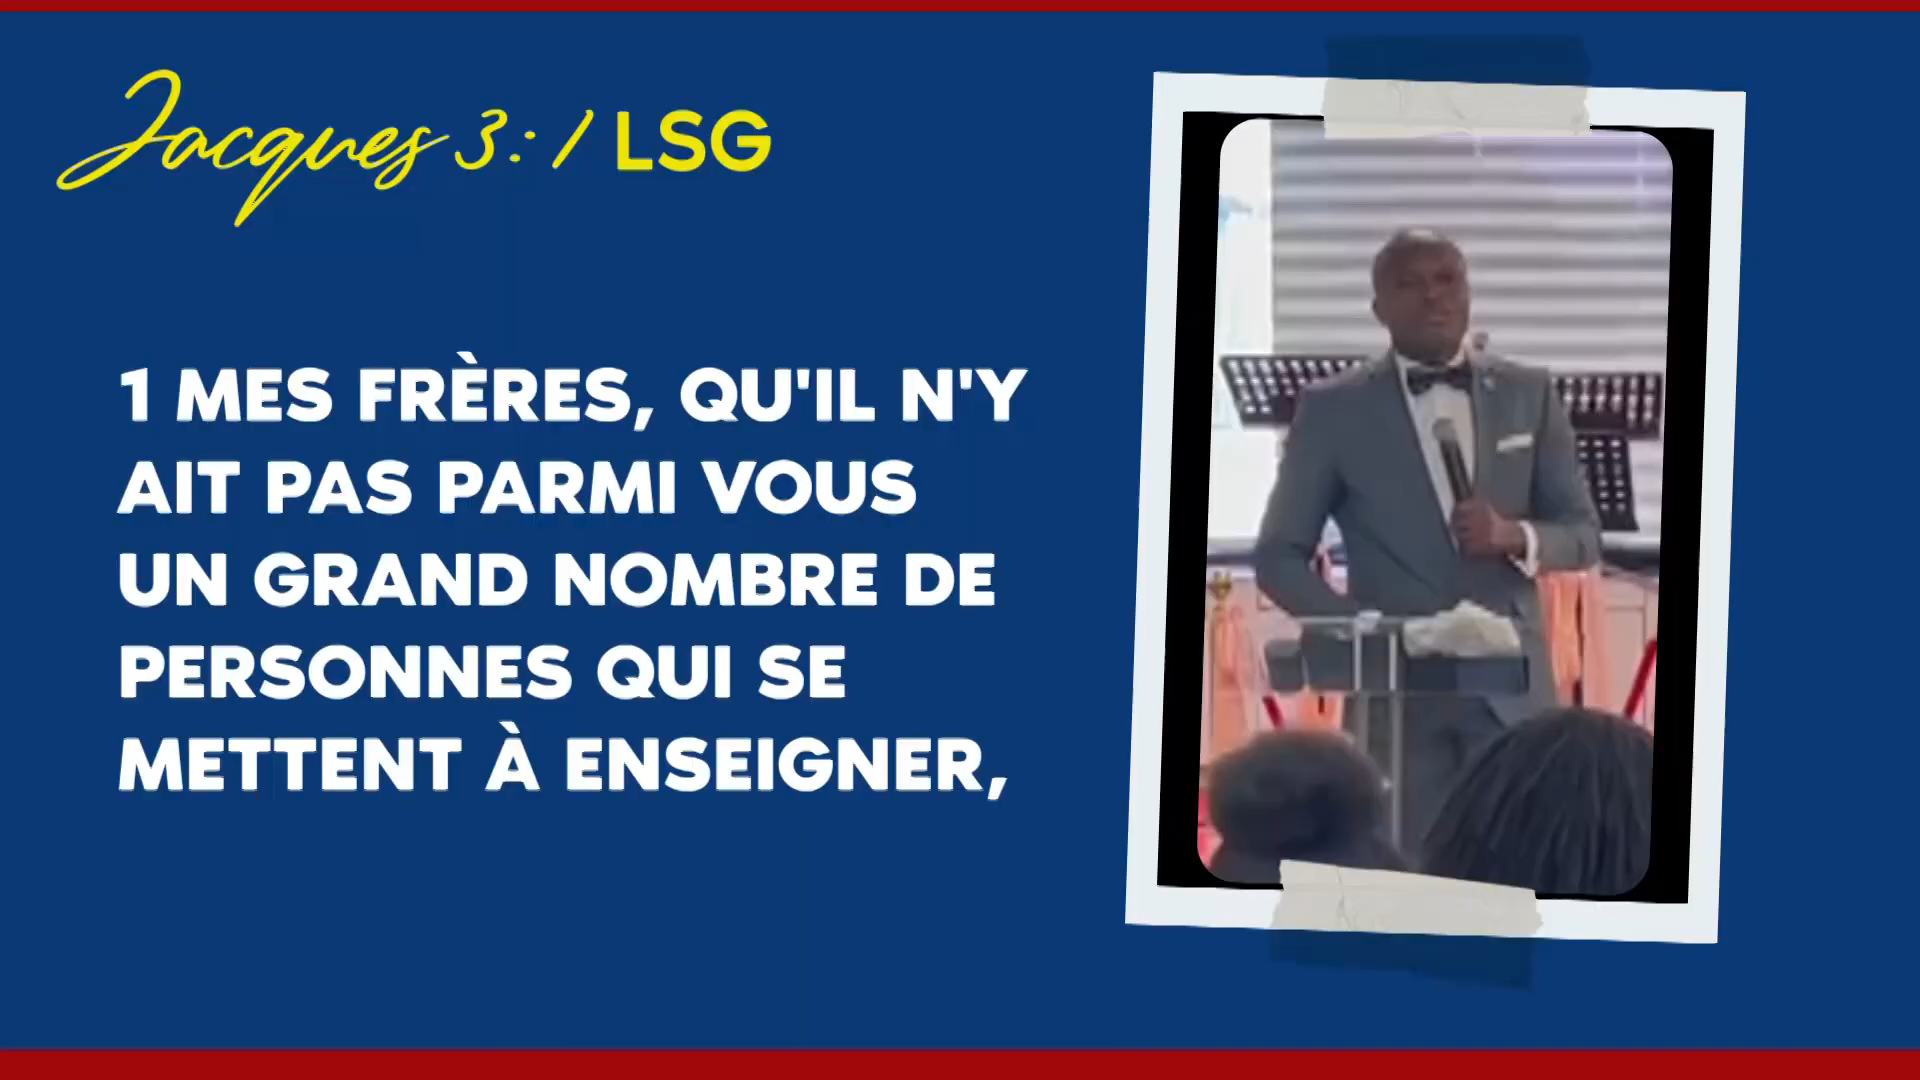 Jacques 3:1 LSG
1 MES FRÈRES, QU'IL N'Y
AIT PAS PARMI VOUS
UN GRAND NOMBRE DE
PERSONNES QUI SE
METTENT À ENSEIGNER,